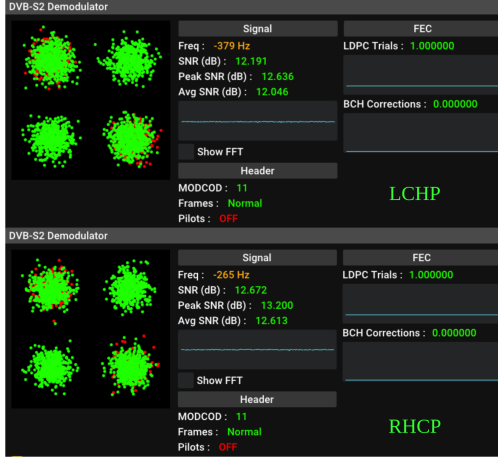 DVB-S2 Demodulator
Signal
Freq : -379 Hz
SNR (dB) : 12.191
Peak SNR (dB) : 12.636
Avg SNR (dB) : 12.046
Show FFT
Header
MODCOD : 11
Frames : Normal
Pilots : OFF
FEC
LDPC Trials : 1.000000
BCH Corrections : 0.000000
LCHP
DVB-S2 Demodulator
Signal
Freq : -265 Hz
SNR (dB) : 12.672
Peak SNR (dB) : 13.200
Avg SNR (dB) : 12.613
Show FFT
Header
MODCOD : 11
Frames : Normal
Pilots : OFF
FEC
LDPC Trials : 1.000000
BCH Corrections : 0.000000
RHCP